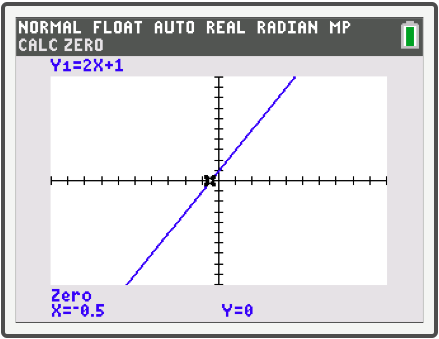 NORMAL FLOAT AUTO REAL RADIAN MP
CALC ZERO
Y₁=2X+1
Zero
X=⁻0.5 Y=0